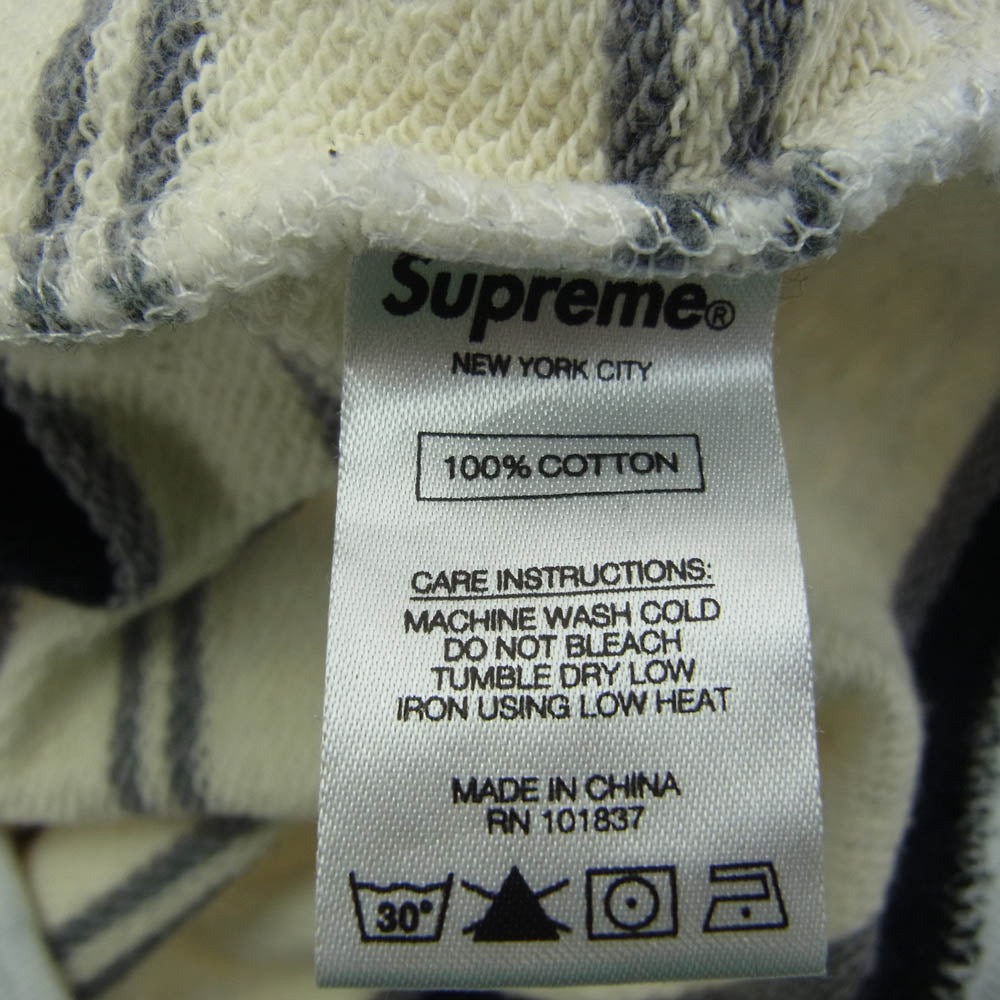 Supreme®
NEW YORK CITY
100% COTTON
CARE INSTRUCTIONS:
MACHINE WASH COLD
DO NOT BLEACH
TUMBLE DRY LOW
IRON USING LOW HEAT
MADE IN CHINA
RN 101837
30°